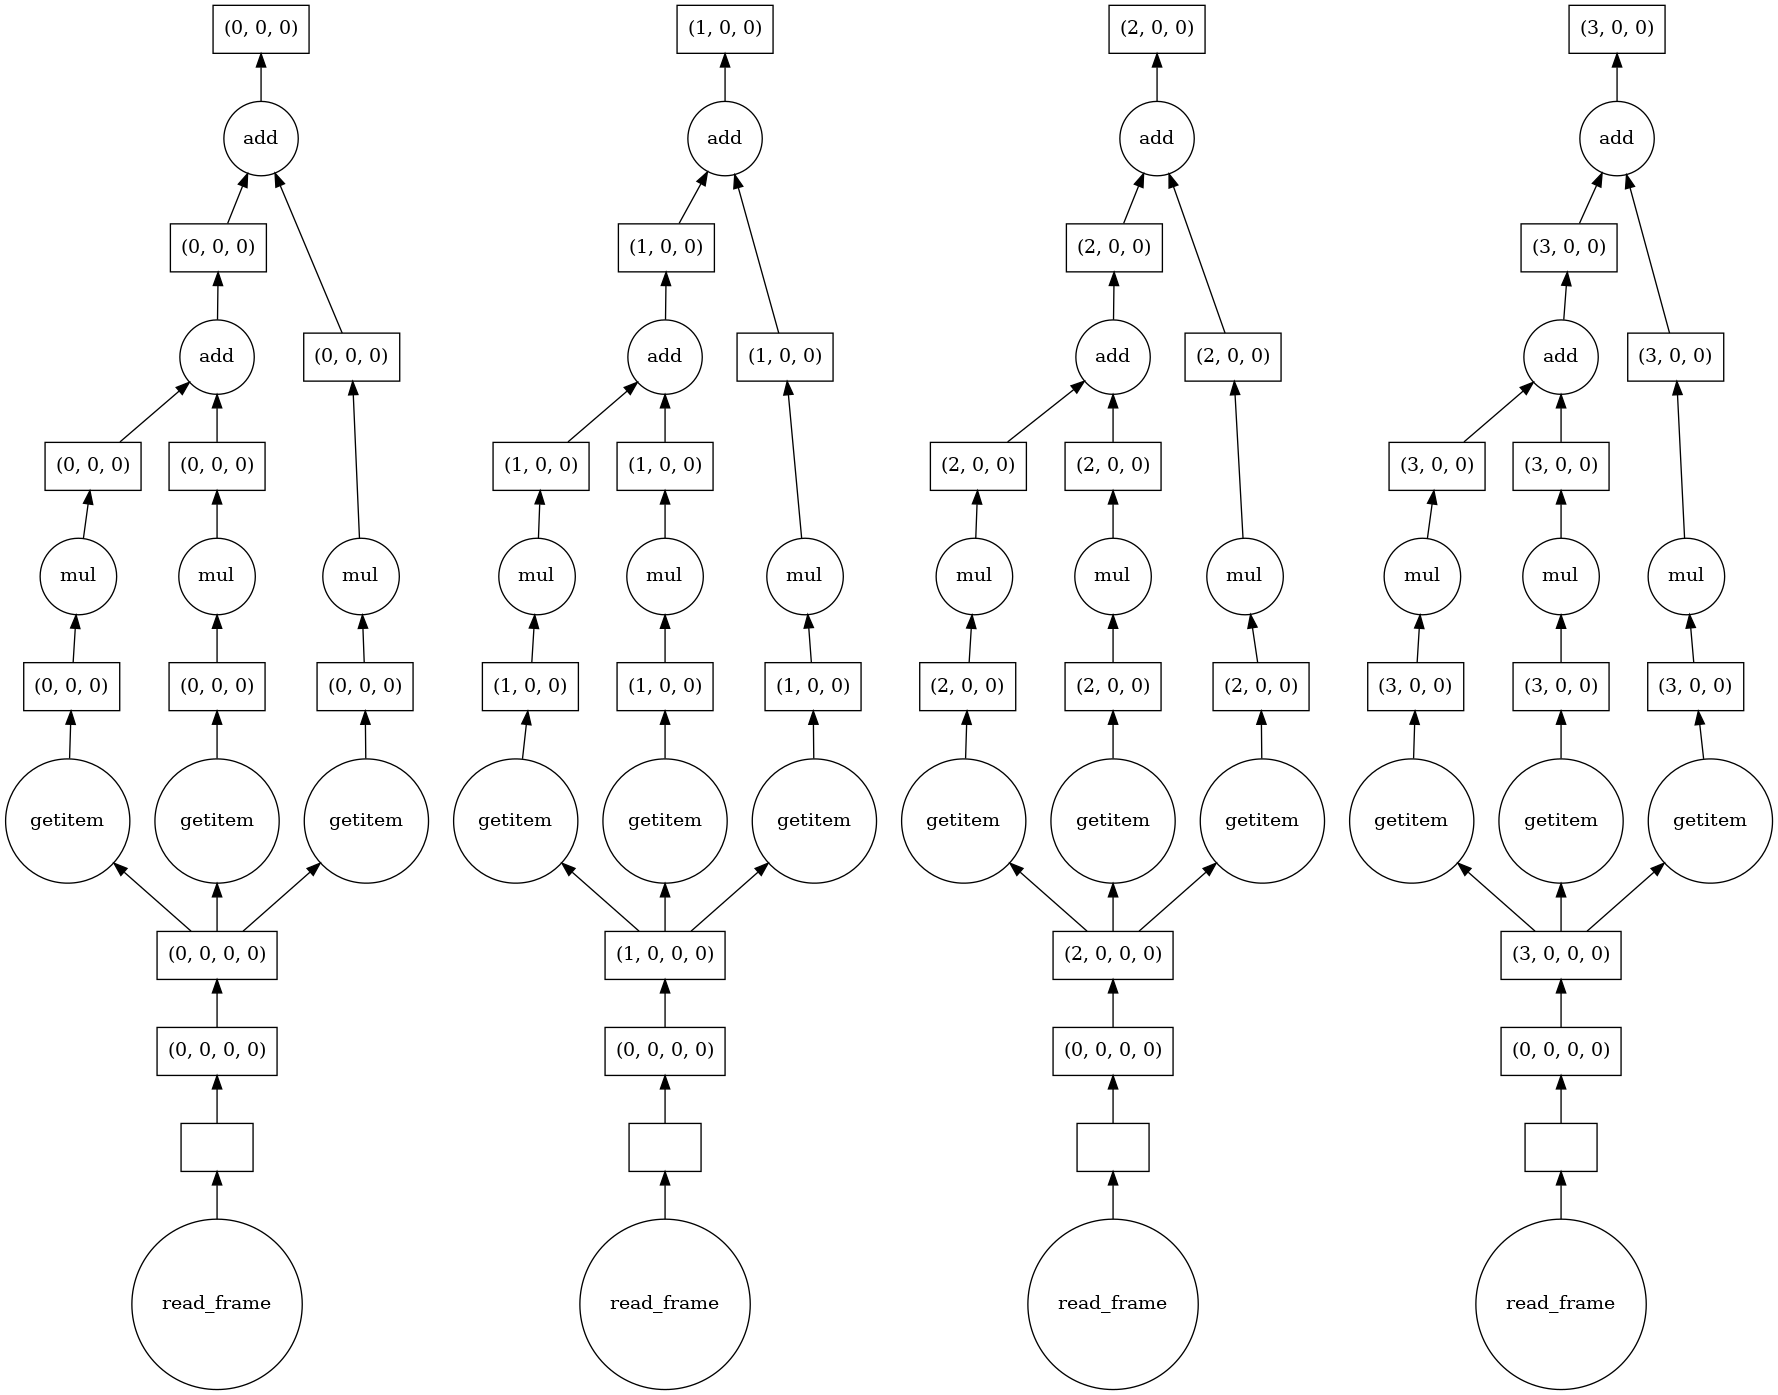 (0, 0, 0)
(1, 0, 0)
(2, 0, 0)
(3, 0, 0)
add
add
add
add
(0, 0, 0)
(1, 0, 0)
(2, 0, 0)
(3, 0, 0)
add
(0, 0, 0)
add
(1, 0, 0)
add
(2, 0, 0)
add
(3, 0, 0)
(0, 0, 0)
(0, 0, 0)
(1, 0, 0)
(1, 0, 0)
(2, 0, 0)
(2, 0, 0)
(3, 0, 0)
(3, 0, 0)
mul
mul
mul
mul
mul
mul
mul
mul
mul
mul
mul
mul
(0, 0, 0)
(0, 0, 0)
(0, 0, 0)
(1, 0, 0)
(1, 0, 0)
(1, 0, 0)
(2, 0, 0)
(2, 0, 0)
(2, 0, 0)
(3, 0, 0)
(3, 0, 0)
(3, 0, 0)
getitem
getitem
getitem
getitem
getitem
getitem
getitem
getitem
getitem
getitem
getitem
getitem
(0, 0, 0, 0)
(1, 0, 0, 0)
(2, 0, 0, 0)
(3, 0, 0, 0)
(0, 0, 0, 0)
(0, 0, 0, 0)
(0, 0, 0, 0)
(0, 0, 0, 0)
read_frame
read_frame
read_frame
read_frame